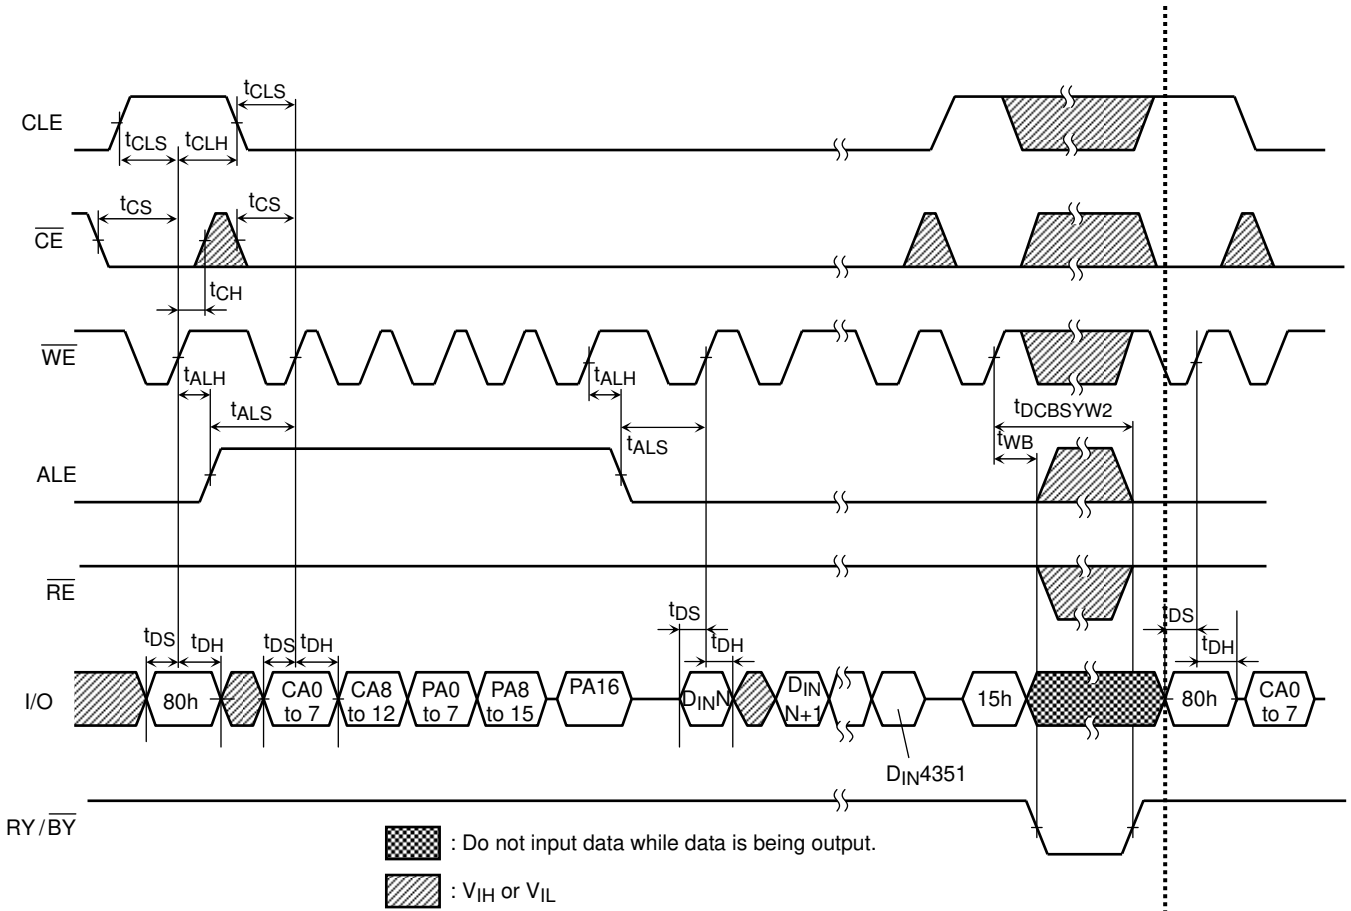 tCLS
CLE
tCLS tCLH
tCS tCS
CE
tCH
WE
tALH tALH
tALS tDCBSYW2
tALS tWB
ALE
RE
tDS tDH tDS tDH tDS tDH DS tDH
I/O
80h
CA0
to 7
CA8
to 12
PA0
to 7
PA8
to 15
PA16
DINN
DIN
N+1
15h
80h
CA0
to 7
DIN4351
RY/BY
: Do not input data while data is being output.
: VIH or VIL